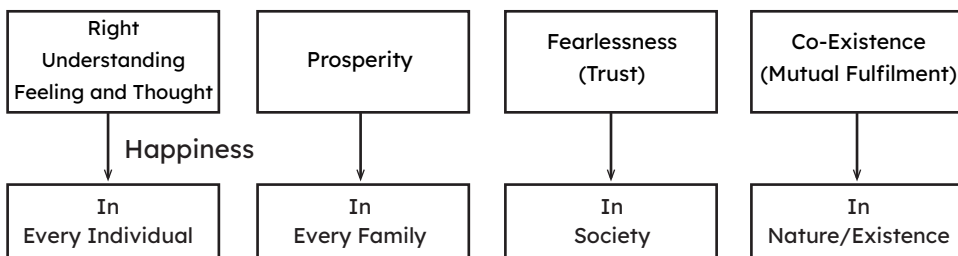 Right
Understanding
Feeling and Thought
Prosperity
Fearlessness
(Trust)
Co-Existence
(Mutual Fulfilment)
Happiness
In
Every Individual
In
Every Family
In
Society
In
Nature/Existence